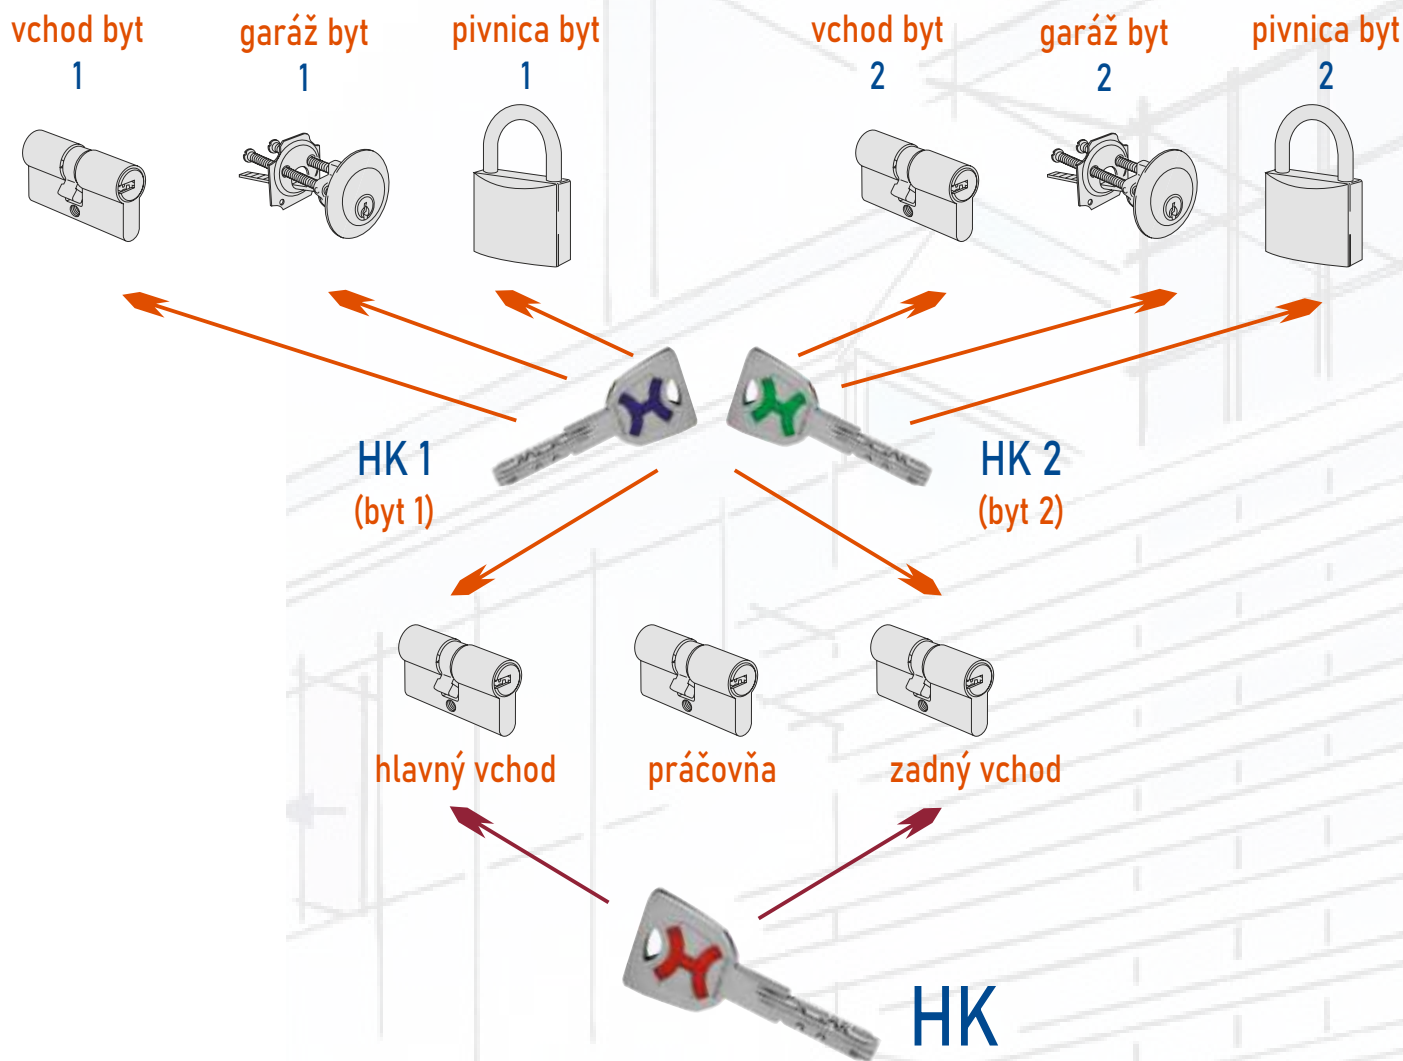 vchod byt
1
garáž byt
1
pivnica byt
1
vchod byt
2
garáž byt
2
pivnica byt
2
HK 1
(byt 1)
HK 2
(byt 2)
hlavný vchod
práčovňa
zadný vchod
HK